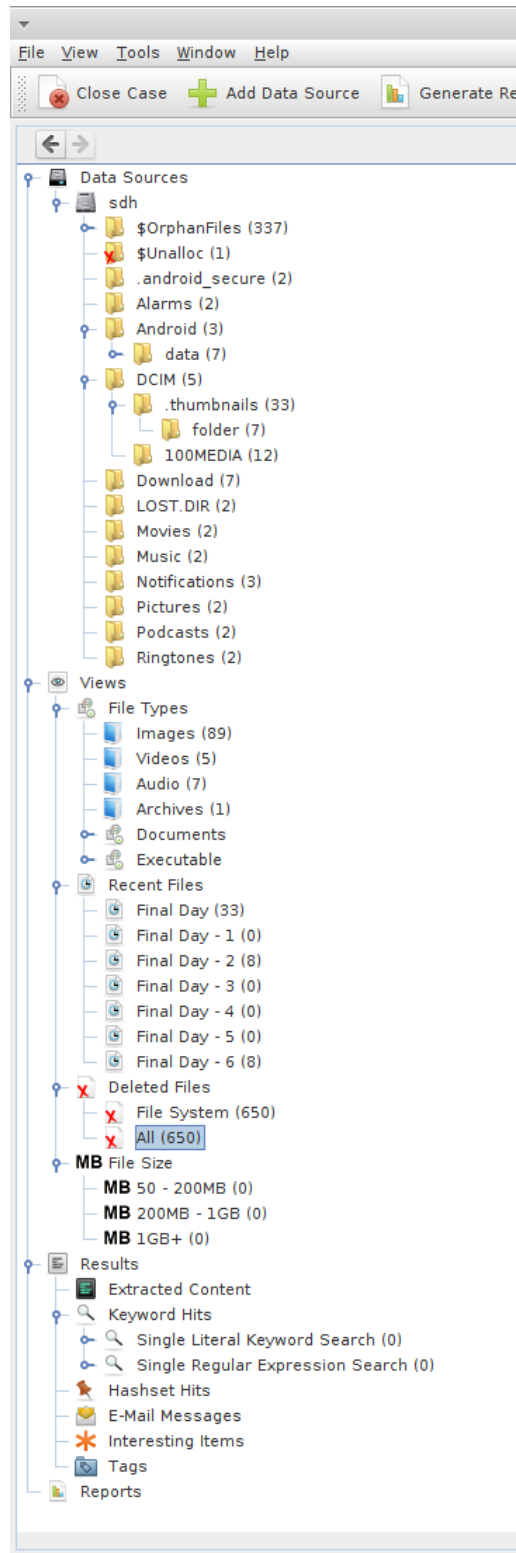 File View Tools Window Help
Close Case Add Data Source Generate Re
Data Sources
sdh
$OrphanFiles (337)
$Unalloc (1)
.android_secure (2)
Alarms (2)
Android (3)
data (7)
DCIM (5)
.thumbnails (33)
folder (7)
100MEDIA (12)
Download (7)
LOST.DIR (2)
Movies (2)
Music (2)
Notifications (3)
Pictures (2)
Podcasts (2)
Ringtones (2)
Views
File Types
Images (89)
Videos (5)
Audio (7)
Archives (1)
Documents
Executable
Recent Files
Final Day (33)
Final Day - 1 (0)
Final Day - 2 (8)
Final Day - 3 (0)
Final Day - 4 (0)
Final Day - 5 (0)
Final Day - 6 (8)
Deleted Files
File System (650)
All (650)
MB File Size
MB 50 - 200MB (0)
MB 200MB - 1GB (0)
MB 1GB+ (0)
Results
Extracted Content
Keyword Hits
Single Literal Keyword Search (0)
Single Regular Expression Search (0)
Hashset Hits
E-Mail Messages
Interesting Items
Tags
Reports